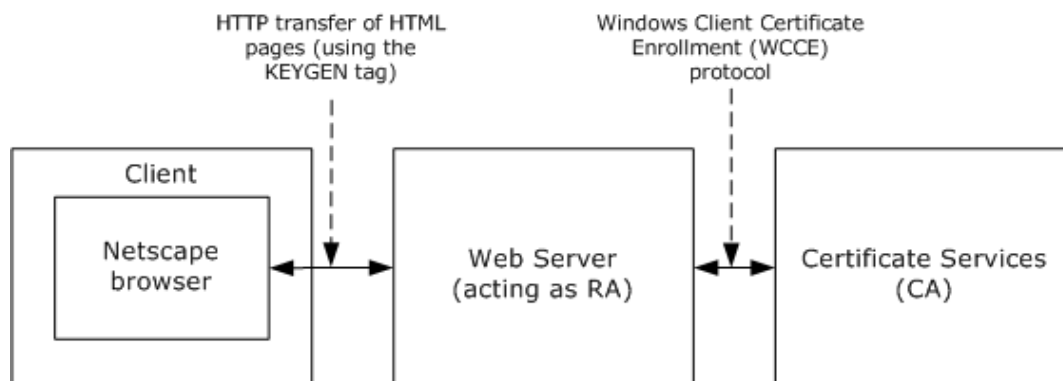 HTTP transfer of HTML
pages (using the
KEYGEN tag)
Windows Client Certificate
Enrollment (WCCE)
protocol
Client
Netscape
browser
Web Server
(acting as RA)
Certificate Services
(CA)